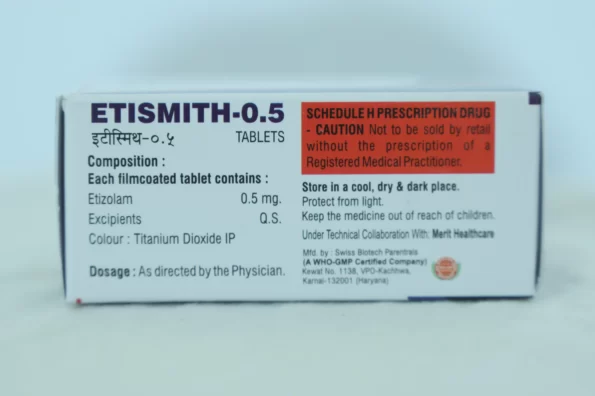 ETISMITH-0.5
इटीस्मिथ-०.५
TABLETS
Composition :
Each filmcoated tablet contains :
Etizolam 0.5 mg.
Excipients Q.S.
Colour : Titanium Dioxide IP
Dosage : As directed by the Physician.
SCHEDULE H PRESCRIPTION DRUG
- CAUTION Not to be sold by retail
without the prescription of a
Registered Medical Practitioner.
Store in a cool, dry & dark place.
Protect from light.
Keep the medicine out of reach of children.
Under Technical Collaboration With: Merit Healthcare
Mfd. by : Swiss Biotech Parentrals
(A WHO-GMP Certified Company)
Kewat No. 1138, VPO-Kachhwa,
Karnal-132001 (Haryana)